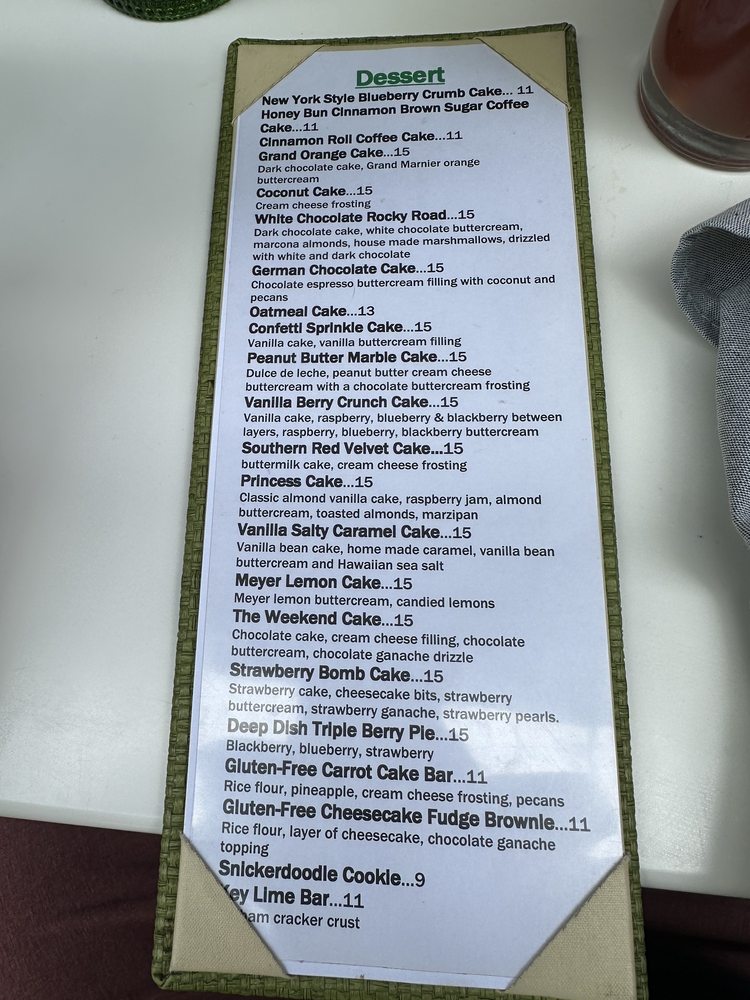 Dessert
New York Style Blueberry Crumb Cake... 11
Honey Bun Cinnamon Brown Sugar Coffee
Cake...11
Cinnamon Roll Coffee Cake...11
Grand Orange Cake...15
Dark chocolate cake, Grand Marnier orange
buttercream
Coconut Cake...15
Cream cheese frosting
White Chocolate Rocky Road...15
Dark chocolate cake, white chocolate buttercream,
marcona almonds, house made marshmallows, drizzled
with white and dark chocolate
German Chocolate Cake...15
Chocolate espresso buttercream filling with coconut and
pecans
Oatmeal Cake...13
Confetti Sprinkle Cake...15
Vanilla cake, vanilla buttercream filling
Peanut Butter Marble Cake...15
Dulce de leche, peanut butter cream cheese
buttercream with a chocolate buttercream frosting
Vanilla Berry Crunch Cake...15
Vanilla cake, raspberry, blueberry & blackberry between
layers, raspberry, blueberry, blackberry buttercream
Southern Red Velvet Cake...15
buttermilk cake, cream cheese frosting
Princess Cake...15
Classic almond vanilla cake, raspberry jam, almond
buttercream, toasted almonds, marzipan
Vanilla Salty Caramel Cake...15
Vanilla bean cake, home made caramel, vanilla bean
buttercream and Hawaiian sea salt
Meyer Lemon Cake...15
Meyer lemon buttercream, candied lemons
The Weekend Cake...15
Chocolate cake, cream cheese filling, chocolate
buttercream, chocolate ganache drizzle
Strawberry Bomb Cake...15
Strawberry cake, cheesecake bits, strawberry
buttercream, strawberry ganache, strawberry pearls.
Deep Dish Triple Berry Pie...15
Blackberry, blueberry, strawberry
Gluten-Free Carrot Cake Bar...11
Rice flour, pineapple, cream cheese frosting, pecans
Gluten-Free Cheesecake Fudge Brownie...11
Rice flour, layer of cheesecake, chocolate ganache
topping
Snickerdoodle Cookie...9
Key Lime Bar...11
ham cracker crust